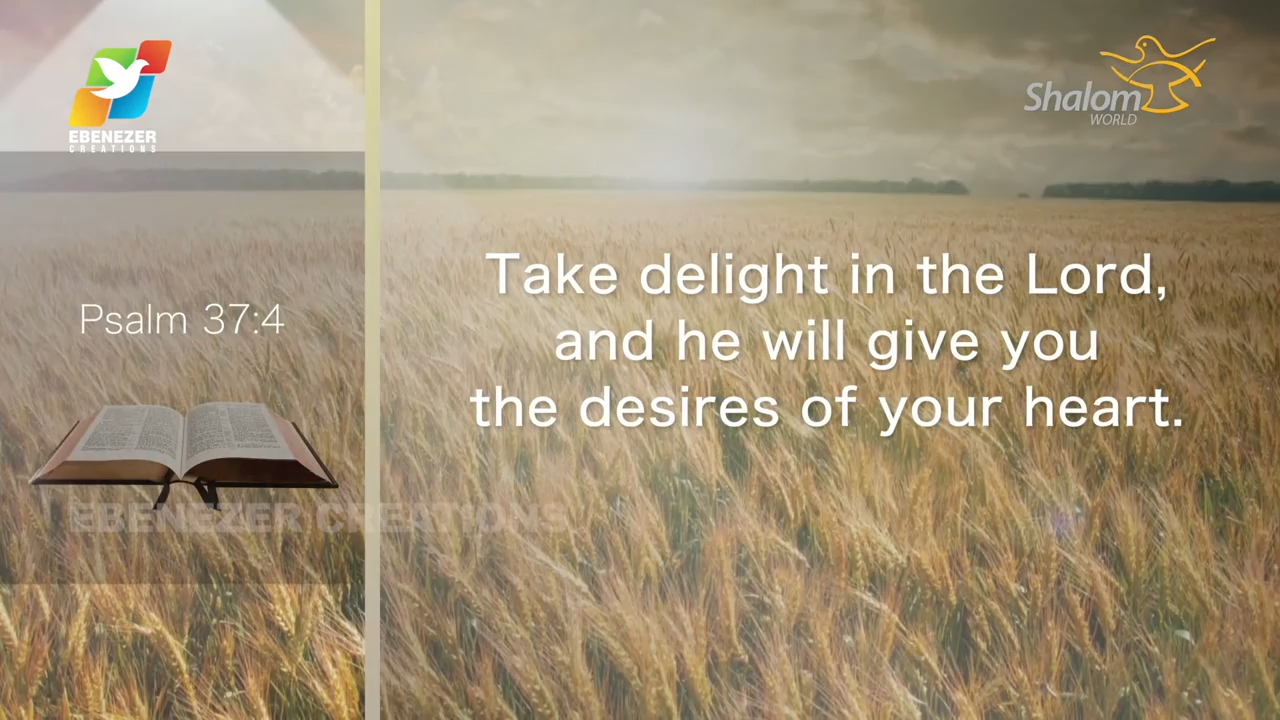 EBENEZER
CREATIONS
Shalom
WORLD
Psalm 37:4
Take delight in the Lord,
and he will give you
the desires of your heart.
EBENEZER CREATIONS